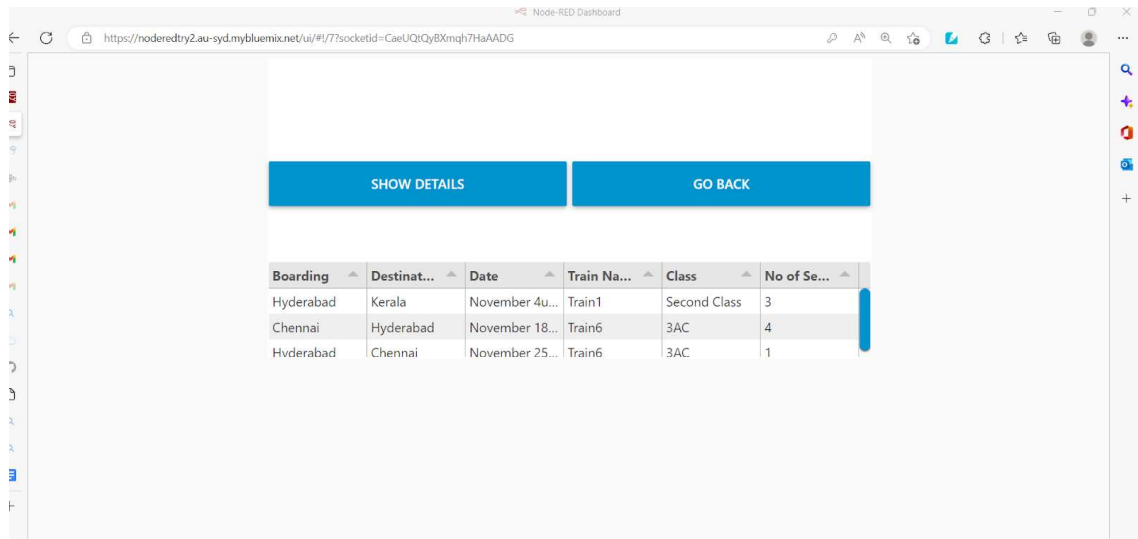 Node-RED Dashboard
https://noderedtry2.au-syd.mybluemix.net/ui/#!/7?socketid=CaeUQtQyBXmqh7HaAADG
SHOW DETAILS GO BACK
Boarding Destinat... Date Train Na... Class No of Se...
Hyderabad Kerala November 4u... Train1 Second Class 3
Chennai Hyderabad November 18... Train6 3AC 4
Hyderabad Chennai November 25... Train6 3AC 1